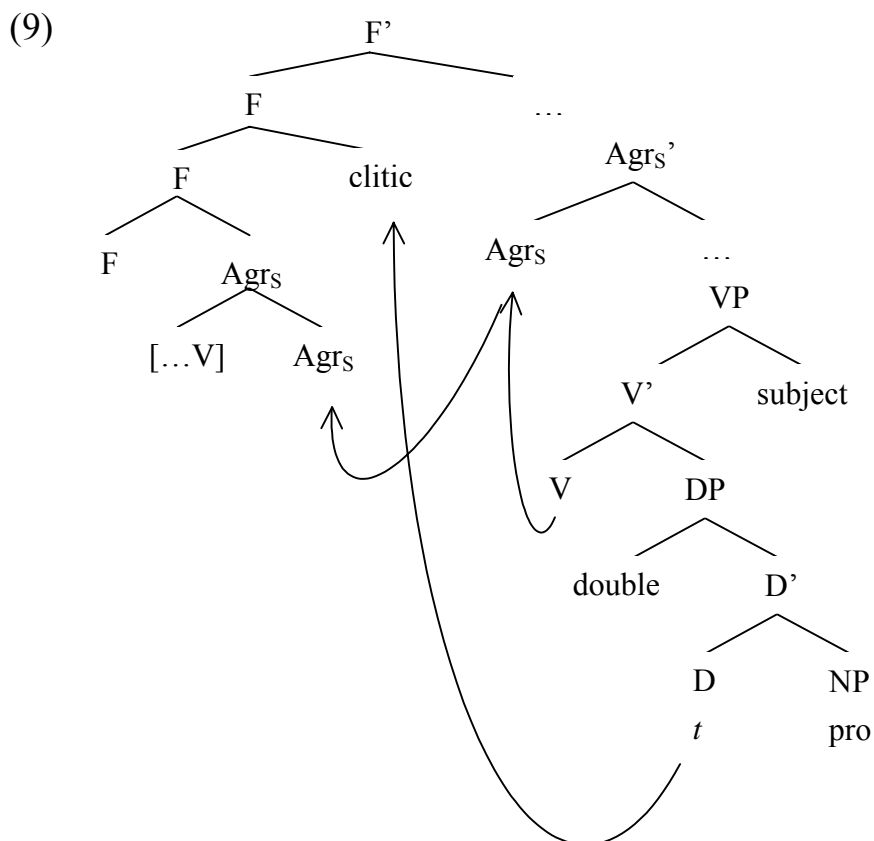 (9)
F’
F …
F clitic Agrₛ’
F Agrₛ Agrₛ …
[…V] Agrₛ VP
V’ subject
V DP
double D’
D NP
t pro